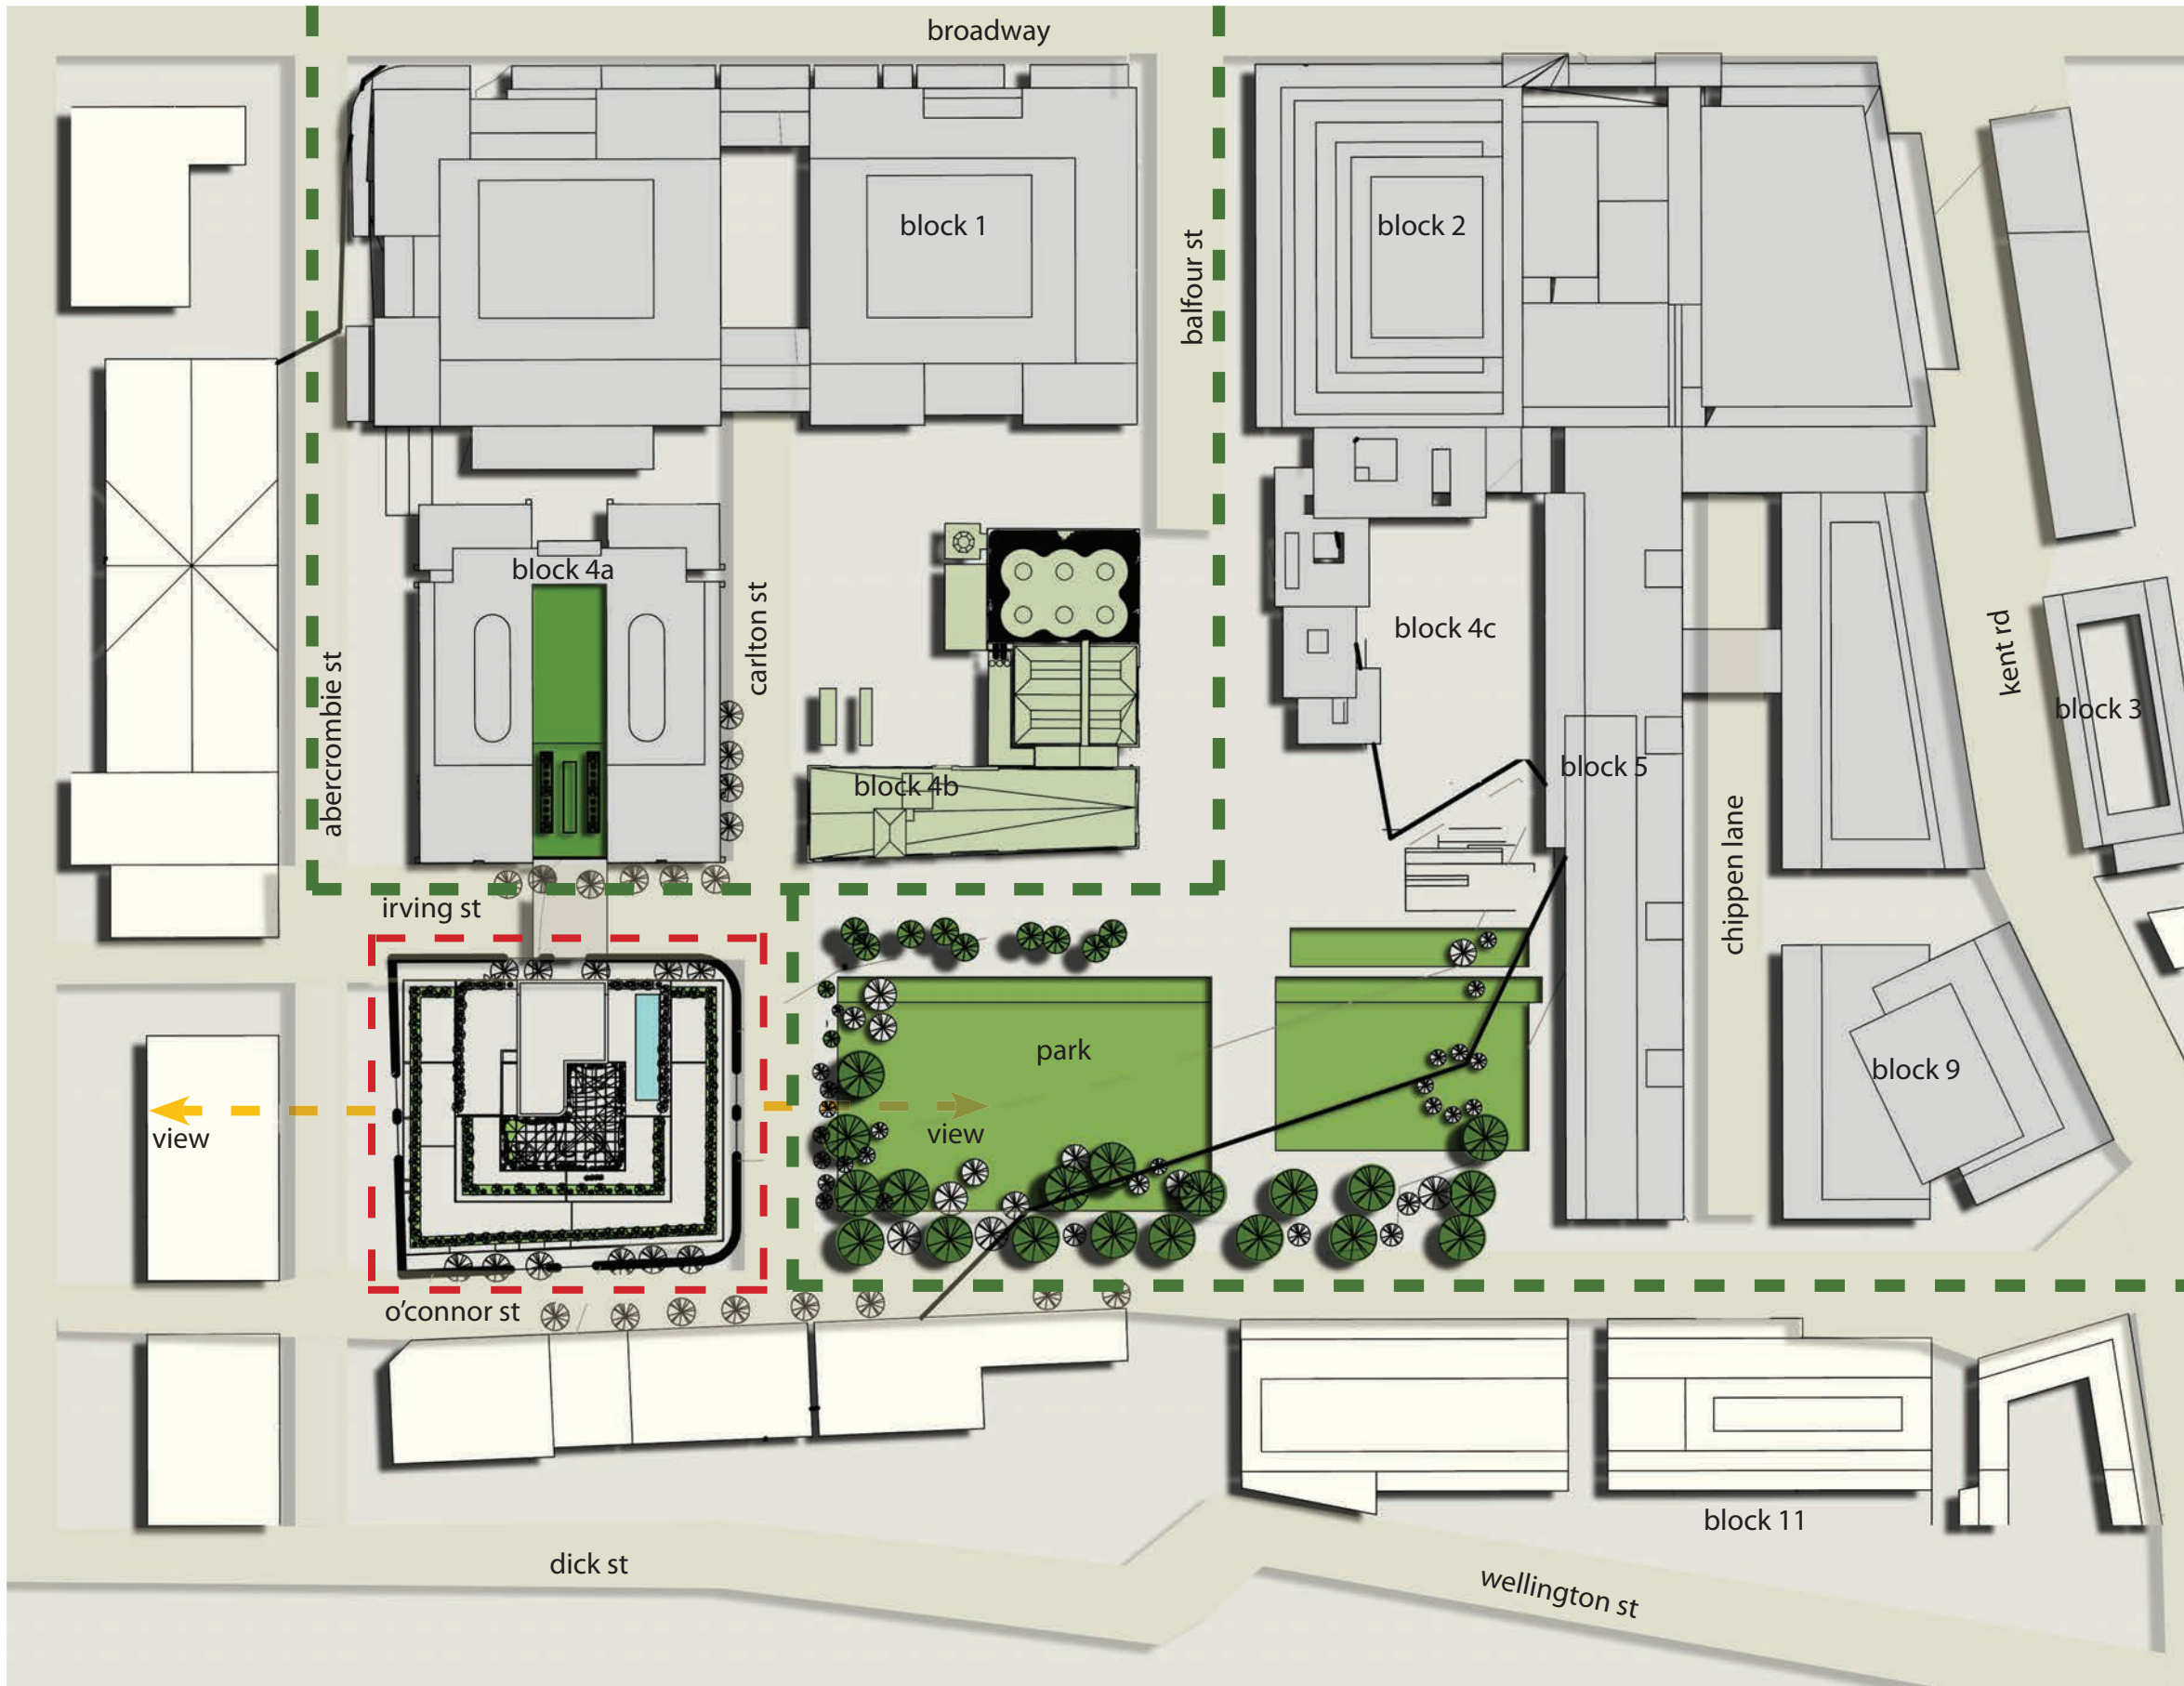 broadway
block 1
block 2
balfour st
block 4a
carlton st
abercrombie st
block 4c
kent rd
block 3
block 4b
block 5
chippen lane
irving st
park
block 9
view
view
o'connor st
block 11
dick st
wellington st